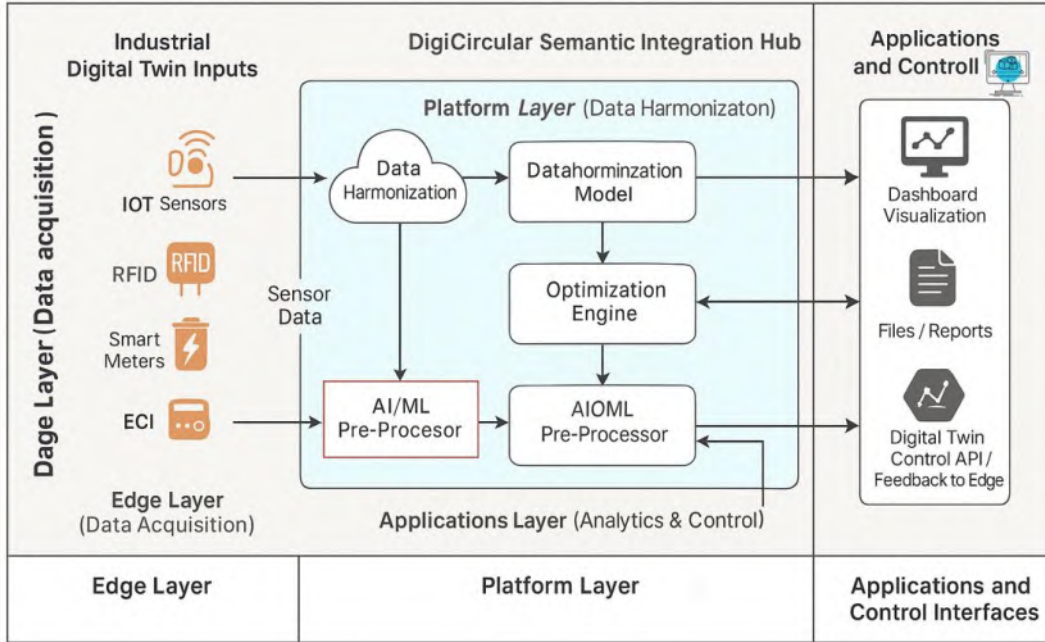 Industrial
Digital Twin Inputs
DigiCircular Semantic Integration Hub
Applications
and Controll
Dage Layer (Data acquisition )
Platform Layer (Data Harmonizaton)
IOT Sensors
RFID
RFID
Smart
Meters
ECI
Edge Layer
(Data Acquisition)
Sensor
Data
Data
Harmonization
Datahorminzation
Model
Optimization
Engine
AI/ML
Pre-Procesor
AIOML
Pre-Processor
Applications Layer (Analytics & Control)
Dashboard
Visualization
Files / Reports
Digital Twin
Control API /
Feedback to Edge
Edge Layer
Platform Layer
Applications and
Control Interfaces